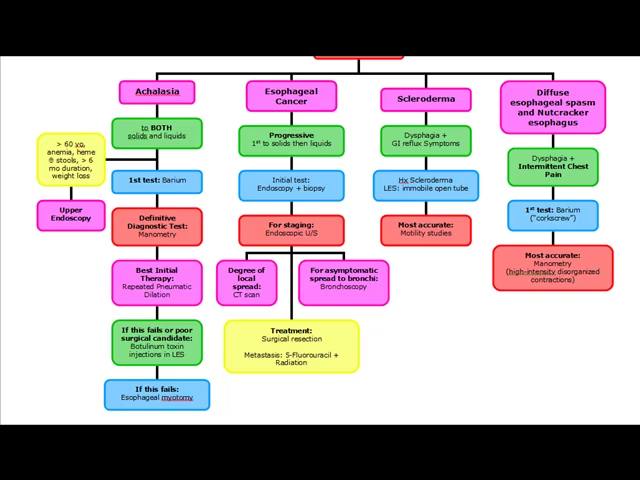 Achalasia
to BOTH
solids and liquids
> 60 yo,
anemia, heme
⊕ stools, > 6
mo duration,
weight loss
Upper
Endoscopy
1st test: Barium
Definitive
Diagnostic Test:
Manometry
Best Initial
Therapy:
Repeated Pneumatic
Dilation
If this fails or poor
surgical candidate:
Botulinum toxin
injections in LES
If this fails:
Esophageal myotomy
Esophageal
Cancer
Progressive
1st to solids then liquids
Initial test:
Endoscopy + biopsy
For staging:
Endoscopic U/S
Degree of
local
spread:
CT scan
For asymptomatic
spread to bronchi:
Bronchoscopy
Treatment:
Surgical resection
Metastasis: 5-Fluorouracil +
Radiation
Scleroderma
Dysphagia +
GI reflux Symptoms
Hx Scleroderma
LES: immobile open tube
Most accurate:
Motility studies
Diffuse
esophageal spasm
and Nutcracker
esophagus
Dysphagia +
Intermittent Chest
Pain
1st test: Barium
("corkscrew")
Most accurate:
Manometry
(high-intensity disorganized
contractions)